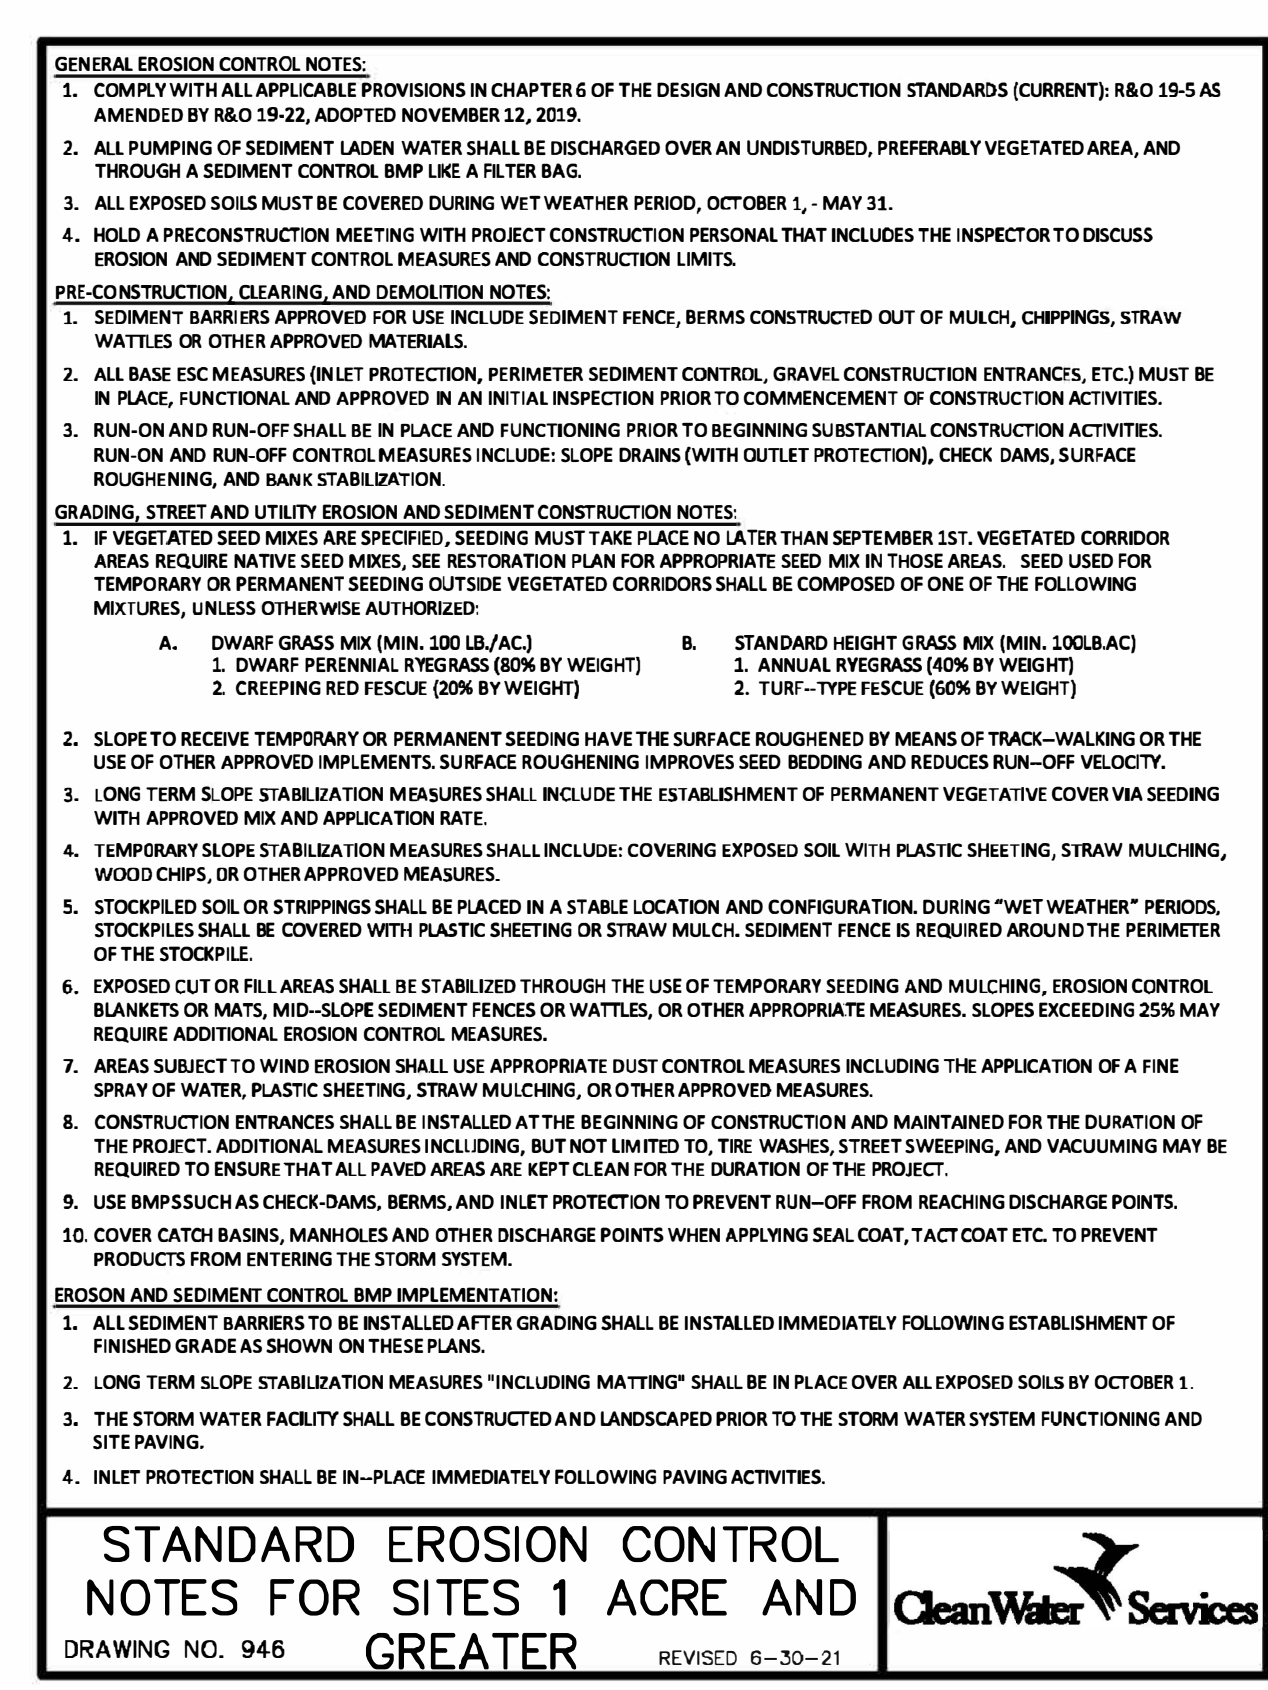 GENERAL EROSION CONTROL NOTES:
1. COMPLY WITH ALL APPLICABLE PROVISIONS IN CHAPTER 6 OF THE DESIGN AND CONSTRUCTION STANDARDS (CURRENT): R&O 19-5 AS
AMENDED BY R&O 19-22, ADOPTED NOVEMBER 12, 2019.
2. ALL PUMPING OF SEDIMENT LADEN WATER SHALL BE DISCHARGED OVER AN UNDISTURBED, PREFERABLY VEGETATED AREA, AND
THROUGH A SEDIMENT CONTROL BMP LIKE A FILTER BAG.
3. ALL EXPOSED SOILS MUST BE COVERED DURING WET WEATHER PERIOD, OCTOBER 1, - MAY 31.
4. HOLD A PRECONSTRUCTION MEETING WITH PROJECT CONSTRUCTION PERSONAL THAT INCLUDES THE INSPECTOR TO DISCUSS
EROSION AND SEDIMENT CONTROL MEASURES AND CONSTRUCTION LIMITS.
PRE-CONSTRUCTION, CLEARING, AND DEMOLITION NOTES:
1. SEDIMENT BARRIERS APPROVED FOR USE INCLUDE SEDIMENT FENCE, BERMS CONSTRUCTED OUT OF MULCH, CHIPPINGS, STRAW
WATTLES OR OTHER APPROVED MATERIALS.
2. ALL BASE ESC MEASURES (INLET PROTECTION, PERIMETER SEDIMENT CONTROL, GRAVEL CONSTRUCTION ENTRANCES, ETC.) MUST BE
IN PLACE, FUNCTIONAL AND APPROVED IN AN INITIAL INSPECTION PRIOR TO COMMENCEMENT OF CONSTRUCTION ACTIVITIES.
3. RUN-ON AND RUN-OFF SHALL BE IN PLACE AND FUNCTIONING PRIOR TO BEGINNING SUBSTANTIAL CONSTRUCTION ACTIVITIES.
RUN-ON AND RUN-OFF CONTROL MEASURES INCLUDE: SLOPE DRAINS (WITH OUTLET PROTECTION), CHECK DAMS, SURFACE
ROUGHENING, AND BANK STABILIZATION.
GRADING, STREET AND UTILITY EROSION AND SEDIMENT CONSTRUCTION NOTES:
1. IF VEGETATED SEED MIXES ARE SPECIFIED, SEEDING MUST TAKE PLACE NO LATER THAN SEPTEMBER 1ST. VEGETATED CORRIDOR
AREAS REQUIRE NATIVE SEED MIXES, SEE RESTORATION PLAN FOR APPROPRIATE SEED MIX IN THOSE AREAS. SEED USED FOR
TEMPORARY OR PERMANENT SEEDING OUTSIDE VEGETATED CORRIDORS SHALL BE COMPOSED OF ONE OF THE FOLLOWING
MIXTURES, UNLESS OTHERWISE AUTHORIZED:
A. DWARF GRASS MIX (MIN. 100 LB./AC.)
1. DWARF PERENNIAL RYEGRASS (80% BY WEIGHT)
2. CREEPING RED FESCUE (20% BY WEIGHT)
B. STANDARD HEIGHT GRASS MIX (MIN. 100LB.AC)
1. ANNUAL RYEGRASS (40% BY WEIGHT)
2. TURF--TYPE FESCUE (60% BY WEIGHT)
2. SLOPE TO RECEIVE TEMPORARY OR PERMANENT SEEDING HAVE THE SURFACE ROUGHENED BY MEANS OF TRACK--WALKING OR THE
USE OF OTHER APPROVED IMPLEMENTS. SURFACE ROUGHENING IMPROVES SEED BEDDING AND REDUCES RUN--OFF VELOCITY.
3. LONG TERM SLOPE STABILIZATION MEASURES SHALL INCLUDE THE ESTABLISHMENT OF PERMANENT VEGETATIVE COVER VIA SEEDING
WITH APPROVED MIX AND APPLICATION RATE.
4. TEMPORARY SLOPE STABILIZATION MEASURES SHALL INCLUDE: COVERING EXPOSED SOIL WITH PLASTIC SHEETING, STRAW MULCHING,
WOOD CHIPS, OR OTHER APPROVED MEASURES.
5. STOCKPILED SOIL OR STRIPPINGS SHALL BE PLACED IN A STABLE LOCATION AND CONFIGURATION. DURING "WET WEATHER" PERIODS,
STOCKPILES SHALL BE COVERED WITH PLASTIC SHEETING OR STRAW MULCH. SEDIMENT FENCE IS REQUIRED AROUND THE PERIMETER
OF THE STOCKPILE.
6. EXPOSED CUT OR FILL AREAS SHALL BE STABILIZED THROUGH THE USE OF TEMPORARY SEEDING AND MULCHING, EROSION CONTROL
BLANKETS OR MATS, MID--SLOPE SEDIMENT FENCES OR WATTLES, OR OTHER APPROPRIATE MEASURES. SLOPES EXCEEDING 25% MAY
REQUIRE ADDITIONAL EROSION CONTROL MEASURES.
7. AREAS SUBJECT TO WIND EROSION SHALL USE APPROPRIATE DUST CONTROL MEASURES INCLUDING THE APPLICATION OF A FINE
SPRAY OF WATER, PLASTIC SHEETING, STRAW MULCHING, OR OTHER APPROVED MEASURES.
8. CONSTRUCTION ENTRANCES SHALL BE INSTALLED AT THE BEGINNING OF CONSTRUCTION AND MAINTAINED FOR THE DURATION OF
THE PROJECT. ADDITIONAL MEASURES INCLUDING, BUT NOT LIMITED TO, TIRE WASHES, STREET SWEEPING, AND VACUUMING MAY BE
REQUIRED TO ENSURE THAT ALL PAVED AREAS ARE KEPT CLEAN FOR THE DURATION OF THE PROJECT.
9. USE BMPS SUCH AS CHECK-DAMS, BERMS, AND INLET PROTECTION TO PREVENT RUN--OFF FROM REACHING DISCHARGE POINTS.
10. COVER CATCH BASINS, MANHOLES AND OTHER DISCHARGE POINTS WHEN APPLYING SEAL COAT, TACT COAT ETC. TO PREVENT
PRODUCTS FROM ENTERING THE STORM SYSTEM.
EROSON AND SEDIMENT CONTROL BMP IMPLEMENTATION:
1. ALL SEDIMENT BARRIERS TO BE INSTALLED AFTER GRADING SHALL BE INSTALLED IMMEDIATELY FOLLOWING ESTABLISHMENT OF
FINISHED GRADE AS SHOWN ON THESE PLANS.
2. LONG TERM SLOPE STABILIZATION MEASURES "INCLUDING MATTING" SHALL BE IN PLACE OVER ALL EXPOSED SOILS BY OCTOBER 1.
3. THE STORM WATER FACILITY SHALL BE CONSTRUCTED AND LANDSCAPED PRIOR TO THE STORM WATER SYSTEM FUNCTIONING AND
SITE PAVING.
4. INLET PROTECTION SHALL BE IN--PLACE IMMEDIATELY FOLLOWING PAVING ACTIVITIES.
STANDARD EROSION CONTROL
NOTES FOR SITES 1 ACRE AND
GREATER
DRAWING NO. 946
REVISED 6-30-21
CleanWater Services